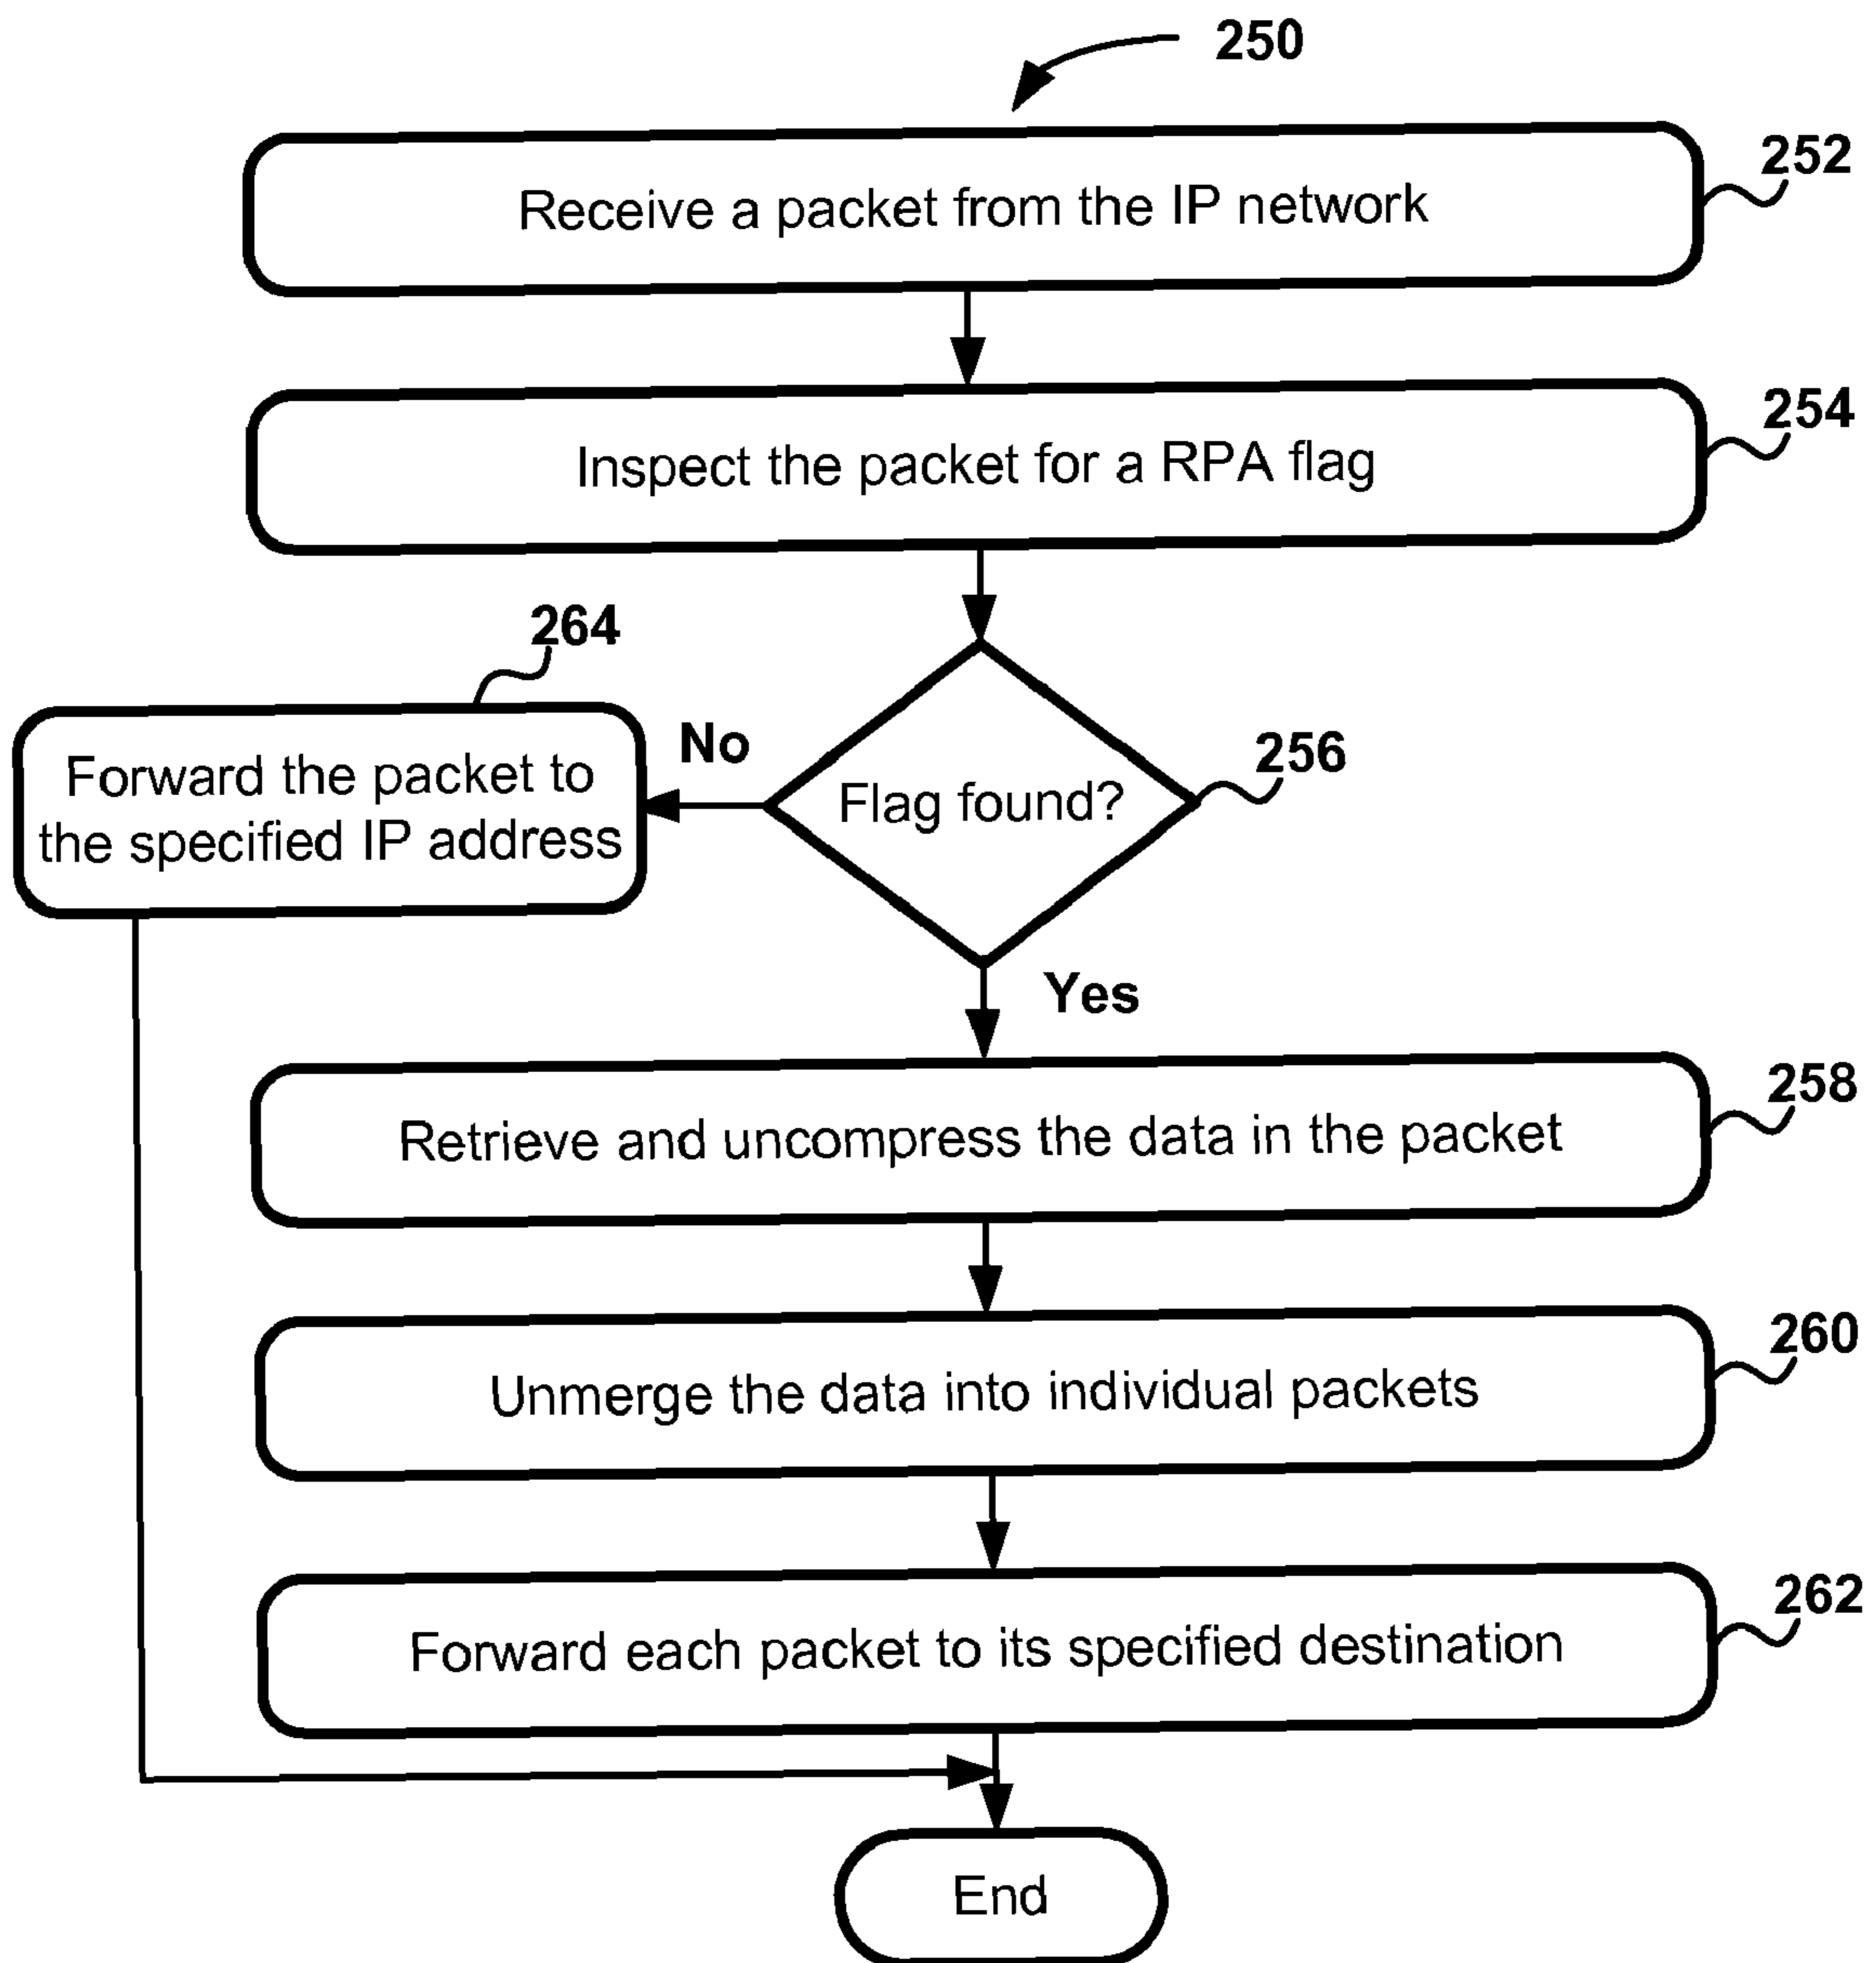 250
252
Receive a packet from the IP network
254
Inspect the packet for a RPA flag
264
No
256
Forward the packet to
the specified IP address
Flag found?
Yes
258
Retrieve and uncompress the data in the packet
260
Unmerge the data into individual packets
262
Forward each packet to its specified destination
End